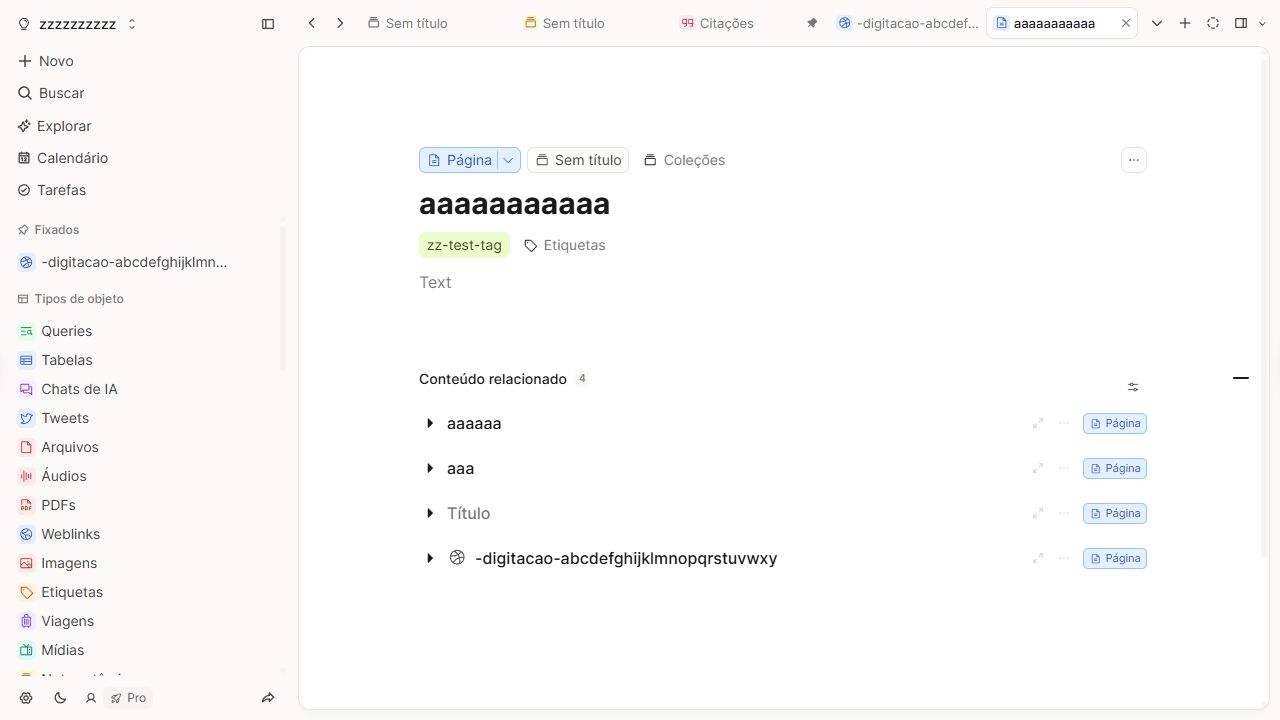 zzzzzzzzzz
Novo
Buscar
Explorar
Calendário
Tarefas
Fixados
-digitacao-abcdefghijklmn...
Tipos de objeto
Queries
Tabelas
Chats de IA
Tweets
Arquivos
Áudios
PDFs
Weblinks
Imagens
Etiquetas
Viagens
Mídias
Pro
Sem título
Sem título
Citações
-digitacao-abcdef...
aaaaaaaaaaa
Página
Sem título
Coleções
aaaaaaaaaaa
zz-test-tag
Etiquetas
Text
Conteúdo relacionado 4
aaaaaa Página
aaa Página
Título Página
-digitacao-abcdefghijklmnopqrstuvwxy Página